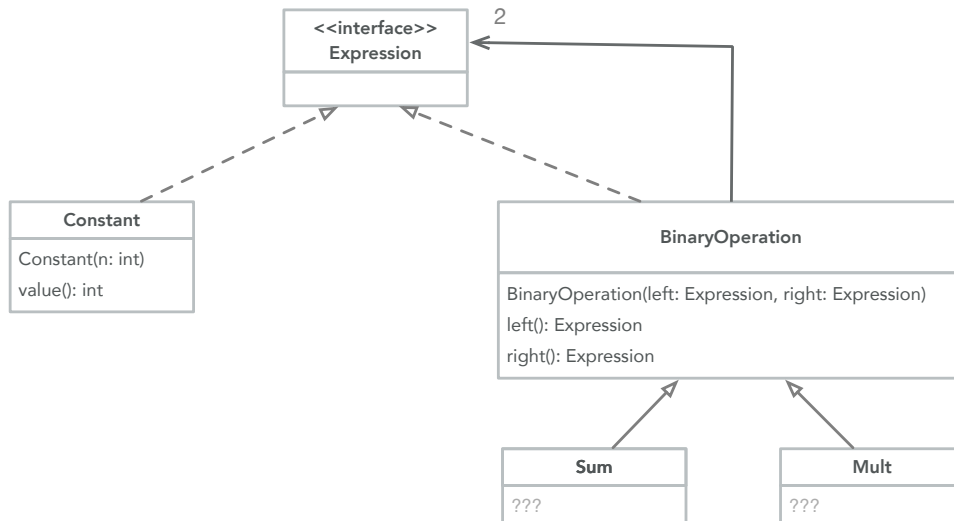 2
<<interface>>
Expression
Constant
Constant(n: int)
value(): int
BinaryOperation
BinaryOperation(left: Expression, right: Expression)
left(): Expression
right(): Expression
Sum
???
Mult
???